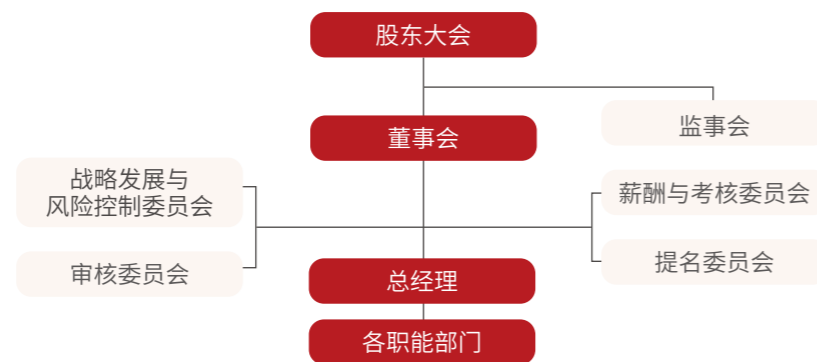 股东大会
董事会
监事会
战略发展与
风险控制委员会
薪酬与考核委员会
审核委员会
提名委员会
总经理
各职能部门